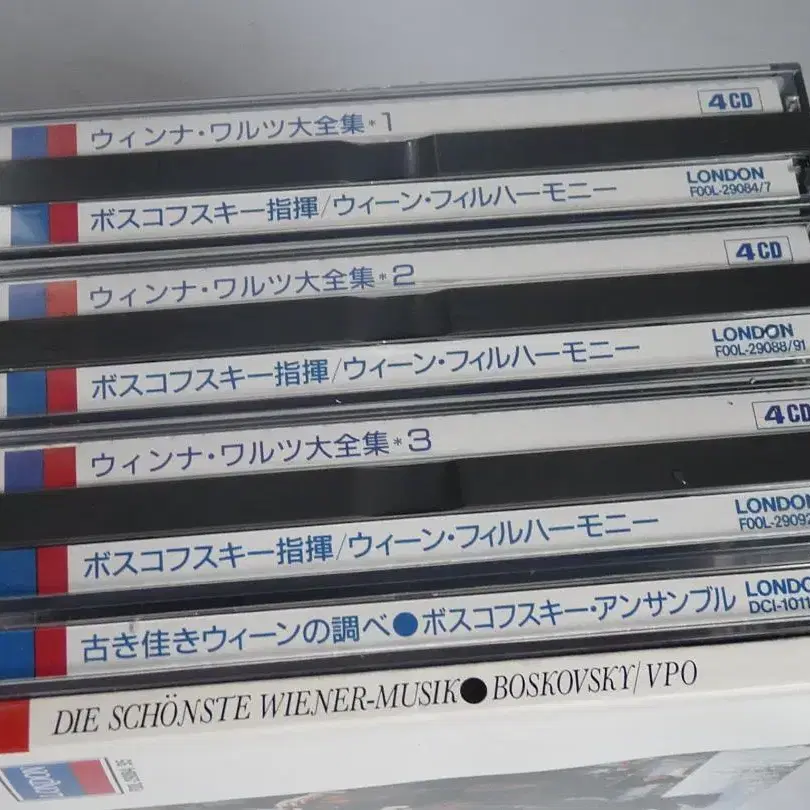 ウィンナ・ワルツ大全集*1
4CD
ボスコフスキー指揮/ウィーン・フィルハーモニー
LONDON
F00L-29084/7
ウィンナ・ワルツ大全集*2
4CD
ボスコフスキー指揮/ウィーン・フィルハーモニー
LONDON
F00L-29088/91
ウィンナ・ワルツ大全集*3
4CD
ボスコフスキー指揮/ウィーン・フィルハーモニー
LONDON
F00L-29092
古き佳きウィーンの調べ●ボスコフスキー・アンサンブル
LONDO
DCI-1011
DIE SCHÖNSTE WIENER-MUSIK●BOSKOVSKY/VPO
LONDON